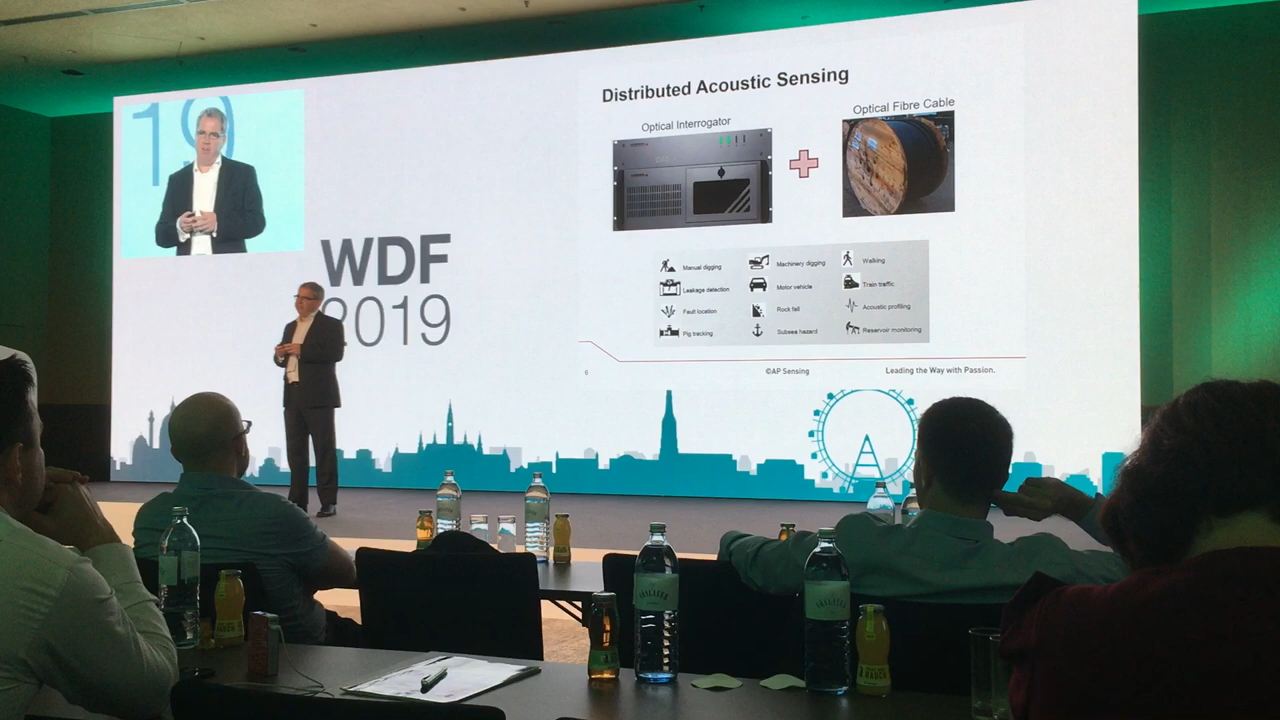 19
WDF
2019
Distributed Acoustic Sensing
Optical Interrogator
Optical Fibre Cable
Manual digging
Machinery digging
Walking
Leakage detection
Motor vehicle
Train traffic
Fault location
Rock fall
Acoustic profiling
Pig tracking
Subsea hazard
Reservoir monitoring
6
©AP Sensing
Leading the Way with Passion.